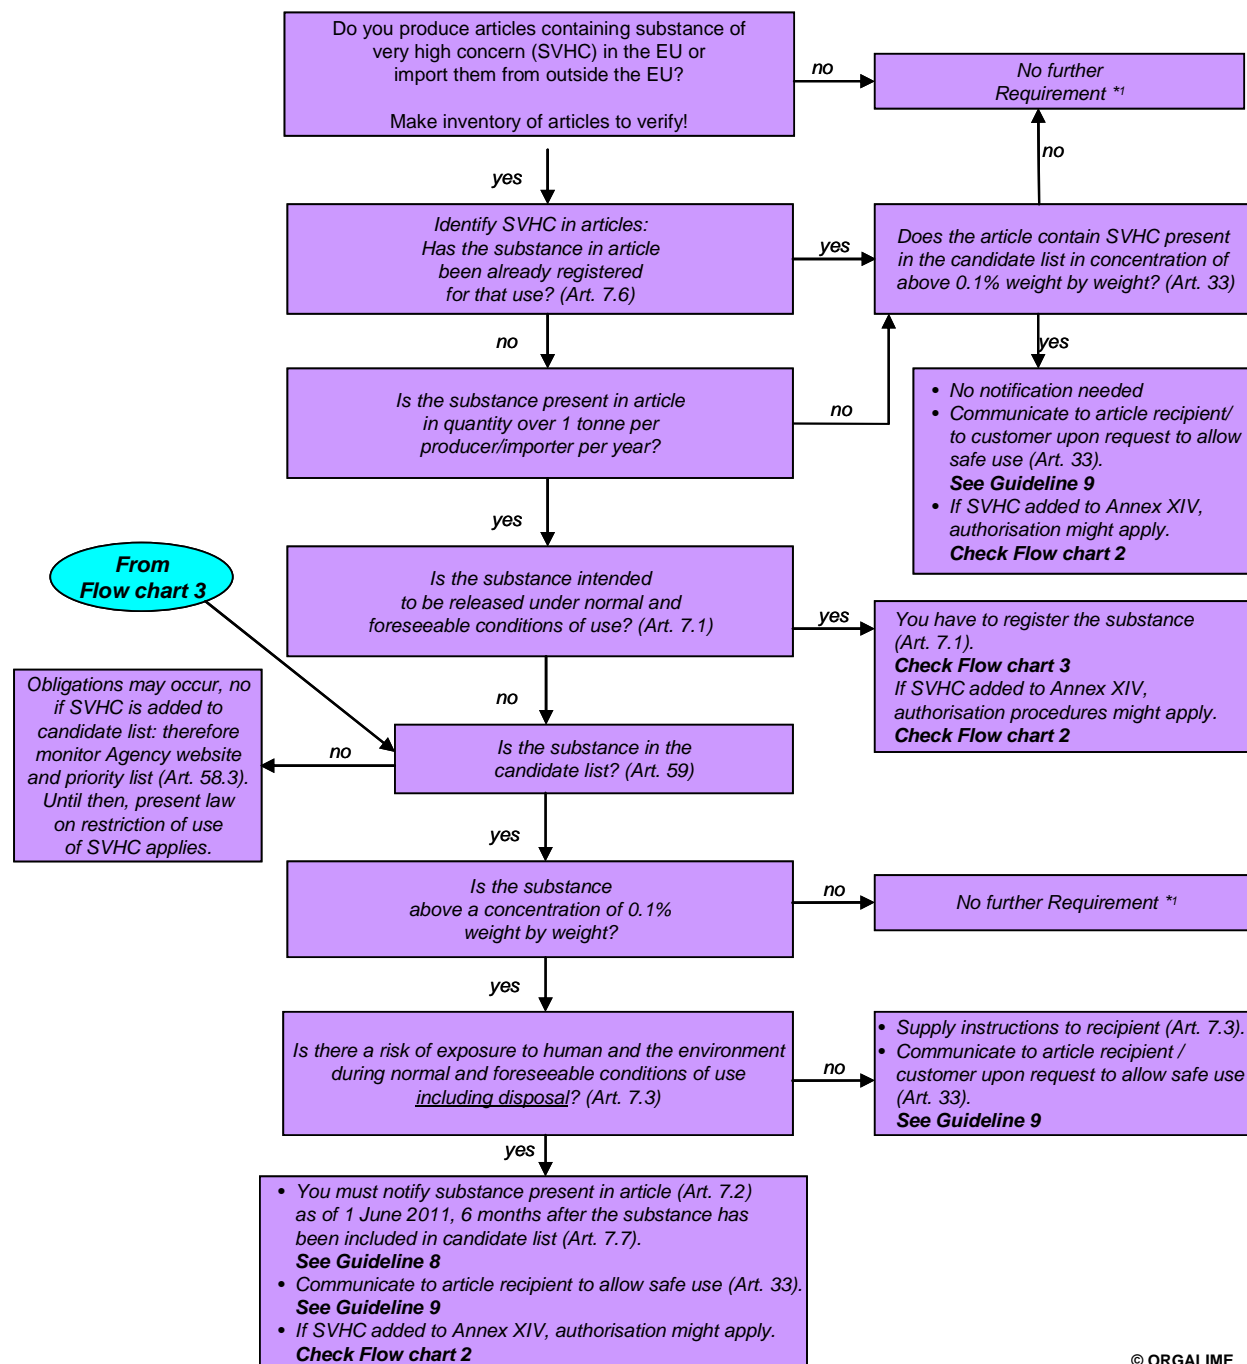 Do you produce articles containing substance of
very high concern (SVHC) in the EU or
import them from outside the EU?
Make inventory of articles to verify!
no
No further
Requirement *1
no
yes
Identify SVHC in articles:
Has the substance in article
been already registered
for that use? (Art. 7.6)
yes
Does the article contain SVHC present
in the candidate list in concentration of
above 0.1% weight by weight? (Art. 33)
no
yes
Is the substance present in article
in quantity over 1 tonne per
producer/importer per year?
no
• No notification needed
• Communicate to article recipient/
to customer upon request to allow
safe use (Art. 33).
See Guideline 9
• If SVHC added to Annex XIV,
authorisation might apply.
Check Flow chart 2
yes
From
Flow chart 3
Is the substance intended
to be released under normal and
foreseeable conditions of use? (Art. 7.1)
yes
You have to register the substance
(Art. 7.1).
Check Flow chart 3
If SVHC added to Annex XIV,
authorisation procedures might apply.
Check Flow chart 2
no
Obligations may occur, no
if SVHC is added to
candidate list: therefore
monitor Agency website
and priority list (Art. 58.3).
Until then, present law
on restriction of use
of SVHC applies.
no
Is the substance in the
candidate list? (Art. 59)
yes
Is the substance
above a concentration of 0.1%
weight by weight?
no
No further Requirement *1
yes
Is there a risk of exposure to human and the environment
during normal and foreseeable conditions of use
including disposal? (Art. 7.3)
no
• Supply instructions to recipient (Art. 7.3).
• Communicate to article recipient /
customer upon request to allow safe use
(Art. 33).
See Guideline 9
yes
• You must notify substance present in article (Art. 7.2)
as of 1 June 2011, 6 months after the substance has
been included in candidate list (Art. 7.7).
See Guideline 8
• Communicate to article recipient to allow safe use (Art. 33).
See Guideline 9
• If SVHC added to Annex XIV, authorisation might apply.
Check Flow chart 2
© ORGALIME